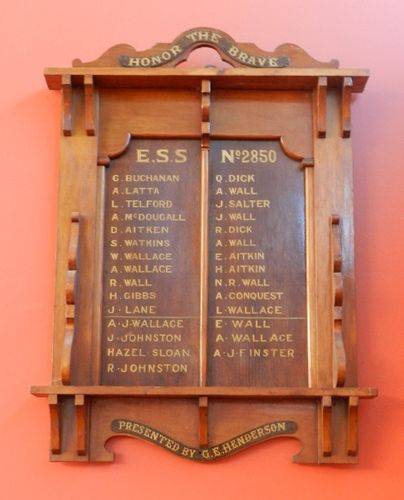 HONOR THE BRAVE
E.S.S Nº2850
G. BUCHANAN
A. LATTA
L. TELFORD
A. McDOUGALL
D. AITKEN
S. WATKINS
W. WALLACE
A. WALLACE
R. WALL
H. GIBBS
J. LANE
A. J. WALLACE
J. JOHNSTON
HAZEL SLOAN
R. JOHNSTON
Q. DICK
A. WALL
J. SALTER
J. WALL
R. DICK
A. WALL
E. AITKIN
H. AITKIN
N. R. WALL
A. CONQUEST
L. WALLACE
E. WALL
A. WALLACE
A. J. FINSTER
PRESENTED BY G.E. HENDERSON